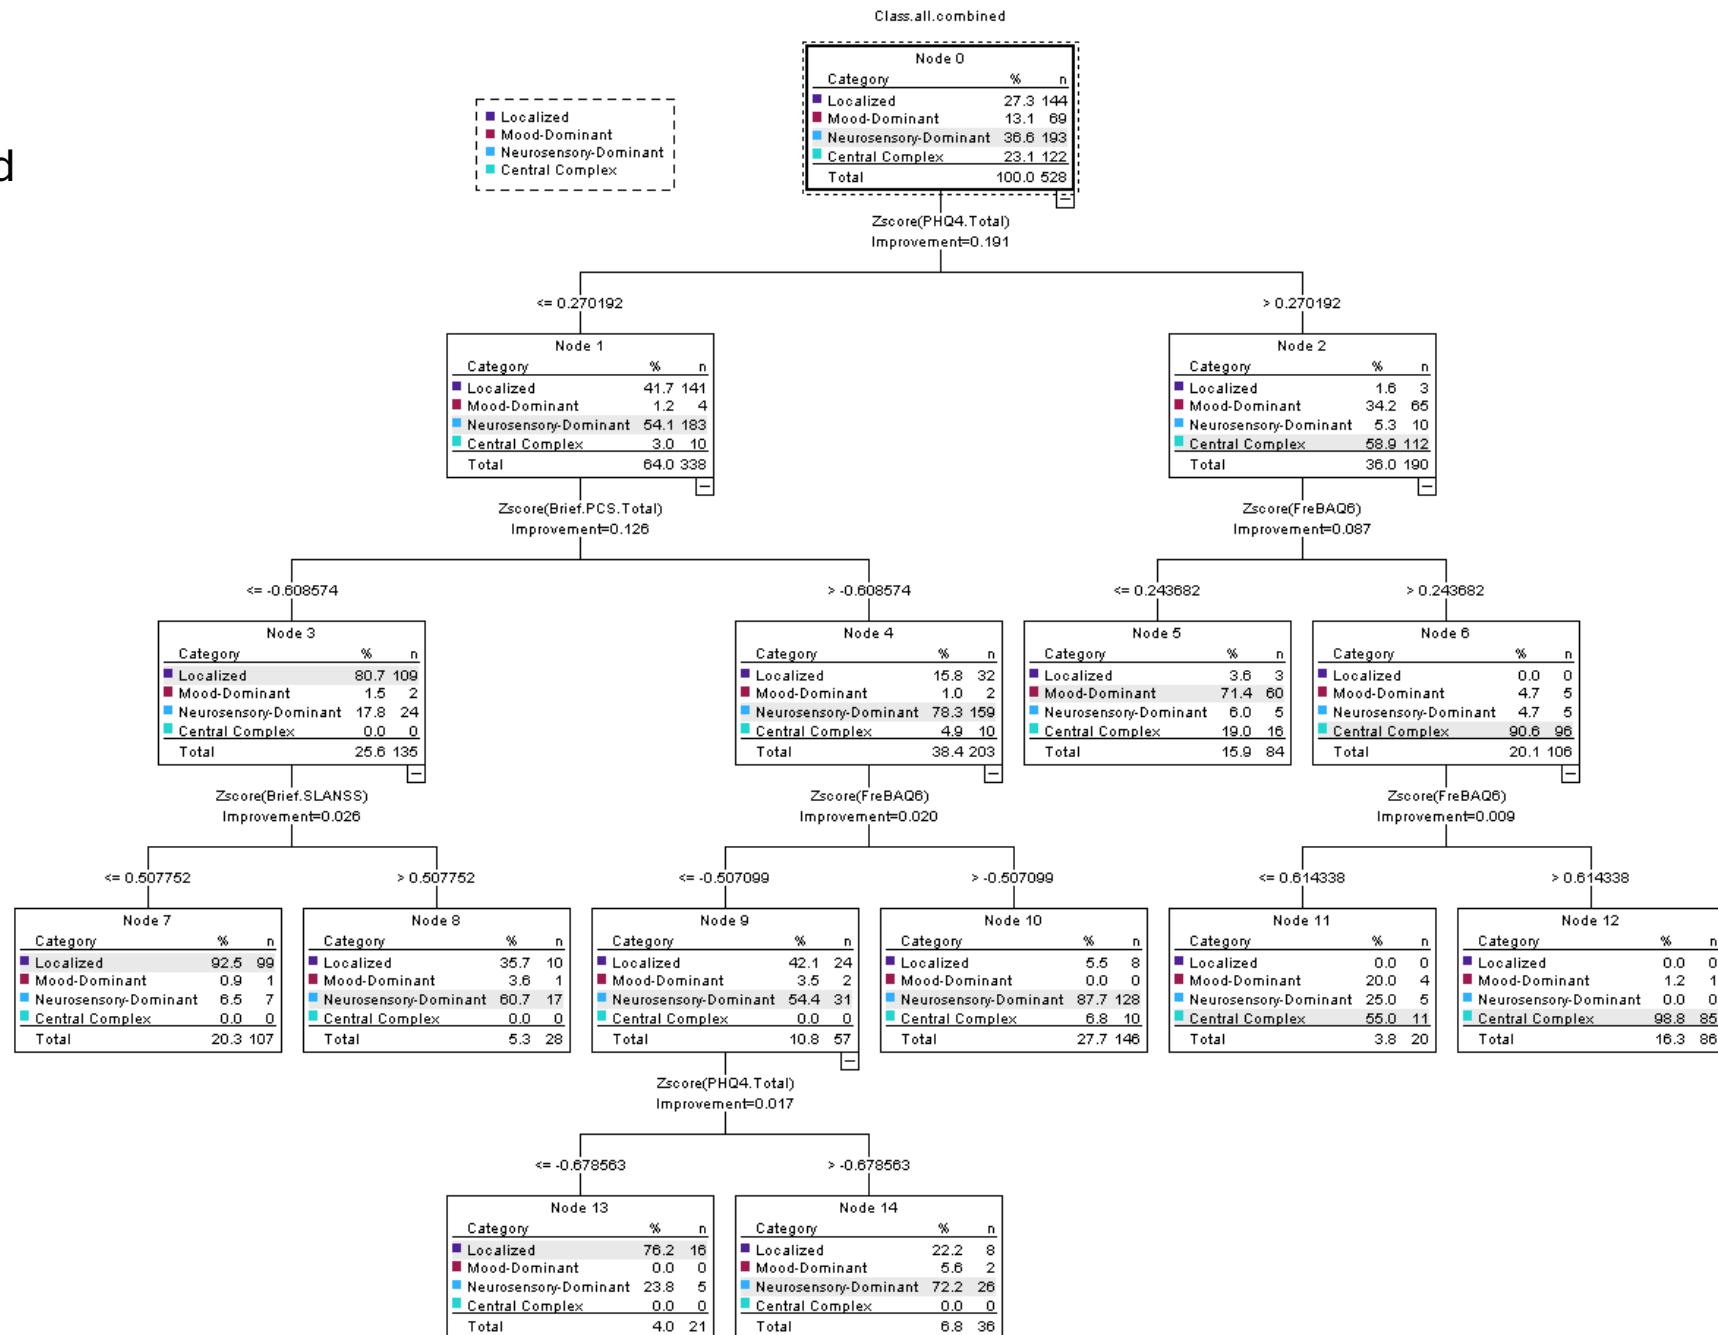 Class.all.combined
d
Localized
Mood-Dominant
Neurosensory-Dominant
Central Complex
Node 0
Category % n
Localized 27.3 144
Mood-Dominant 13.1 69
Neurosensory-Dominant 36.6 193
Central Complex 23.1 122
Total 100.0 528
Zscore(PHQ4.Total)
Improvement=0.191
<= 0.270192
> 0.270192
Node 1
Category % n
Localized 41.7 141
Mood-Dominant 1.2 4
Neurosensory-Dominant 54.1 183
Central Complex 3.0 10
Total 64.0 338
Node 2
Category % n
Localized 1.6 3
Mood-Dominant 34.2 65
Neurosensory-Dominant 5.3 10
Central Complex 58.9 112
Total 36.0 190
Zscore(Brief.PCS.Total)
Improvement=0.126
Zscore(FreBAQ6)
Improvement=0.087
<= -0.608574
> -0.608574
<= 0.243682
> 0.243682
Node 3
Category % n
Localized 80.7 109
Mood-Dominant 1.5 2
Neurosensory-Dominant 17.8 24
Central Complex 0.0 0
Total 25.6 135
Node 4
Category % n
Localized 15.8 32
Mood-Dominant 1.0 2
Neurosensory-Dominant 78.3 159
Central Complex 4.9 10
Total 38.4 203
Node 5
Category % n
Localized 3.6 3
Mood-Dominant 71.4 60
Neurosensory-Dominant 6.0 5
Central Complex 19.0 16
Total 15.9 84
Node 6
Category % n
Localized 0.0 0
Mood-Dominant 4.7 5
Neurosensory-Dominant 4.7 5
Central Complex 90.6 96
Total 20.1 106
Zscore(Brief.SLANSS)
Improvement=0.026
Zscore(FreBAQ6)
Improvement=0.020
Zscore(FreBAQ6)
Improvement=0.009
<= 0.507752
> 0.507752
<= -0.507099
> -0.507099
<= 0.614338
> 0.614338
Node 7
Category % n
Localized 92.5 99
Mood-Dominant 0.9 1
Neurosensory-Dominant 6.5 7
Central Complex 0.0 0
Total 20.3 107
Node 8
Category % n
Localized 35.7 10
Mood-Dominant 3.6 1
Neurosensory-Dominant 60.7 17
Central Complex 0.0 0
Total 5.3 28
Node 9
Category % n
Localized 42.1 24
Mood-Dominant 3.5 2
Neurosensory-Dominant 54.4 31
Central Complex 0.0 0
Total 10.8 57
Node 10
Category % n
Localized 5.5 8
Mood-Dominant 0.0 0
Neurosensory-Dominant 87.7 128
Central Complex 6.8 10
Total 27.7 146
Node 11
Category % n
Localized 0.0 0
Mood-Dominant 20.0 4
Neurosensory-Dominant 25.0 5
Central Complex 55.0 11
Total 3.8 20
Node 12
Category % n
Localized 0.0 0
Mood-Dominant 1.2 1
Neurosensory-Dominant 0.0 0
Central Complex 98.8 85
Total 16.3 86
Zscore(PHQ4.Total)
Improvement=0.017
<= -0.678563
> -0.678563
Node 13
Category % n
Localized 76.2 16
Mood-Dominant 0.0 0
Neurosensory-Dominant 23.8 5
Central Complex 0.0 0
Total 4.0 21
Node 14
Category % n
Localized 22.2 8
Mood-Dominant 5.6 2
Neurosensory-Dominant 72.2 26
Central Complex 0.0 0
Total 6.8 36